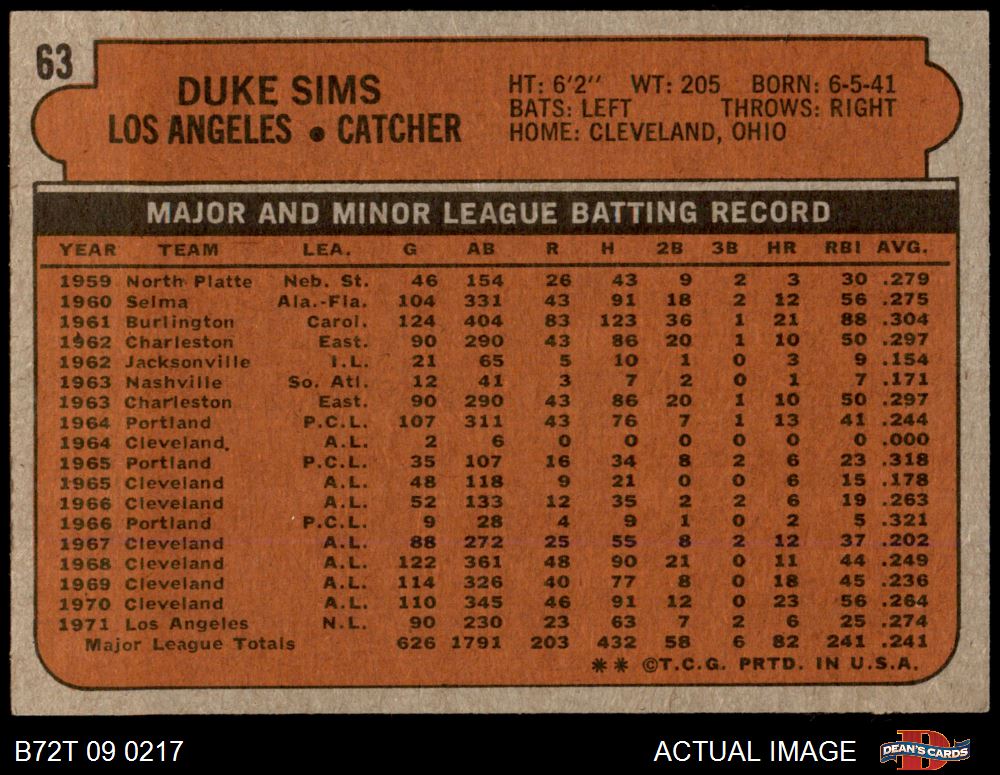 63
DUKE SIMS
LOS ANGELES • CATCHER
HT: 6'2'' WT: 205 BORN: 6-5-41
BATS: LEFT THROWS: RIGHT
HOME: CLEVELAND, OHIO
MAJOR AND MINOR LEAGUE BATTING RECORD
YEAR TEAM LEA. G AB R H 2B 3B HR RBI AVG.
1959 North Platte Neb. St. 46 154 26 43 9 2 3 30 .279
1960 Selma Ala.-Fla. 104 331 43 91 18 2 12 56 .275
1961 Burlington Carol. 124 404 83 123 36 1 21 88 .304
1962 Charleston East. 90 290 43 86 20 1 10 50 .297
1962 Jacksonville I.L. 21 65 5 10 1 0 3 9 .154
1963 Nashville So. Atl. 12 41 3 7 2 0 1 7 .171
1963 Charleston East. 90 290 43 86 20 1 10 50 .297
1964 Portland P.C.L. 107 311 43 76 7 1 13 41 .244
1964 Cleveland. A.L. 2 6 0 0 0 0 0 0 .000
1965 Portland P.C.L. 35 107 16 34 8 2 6 23 .318
1965 Cleveland A.L. 48 118 9 21 0 0 6 15 .178
1966 Cleveland A.L. 52 133 12 35 2 2 6 19 .263
1966 Portland P.C.L. 9 28 4 9 1 0 2 5 .321
1967 Cleveland A.L. 88 272 25 55 8 2 12 37 .202
1968 Cleveland A.L. 122 361 48 90 21 0 11 44 .249
1969 Cleveland A.L. 114 326 40 77 8 0 18 45 .236
1970 Cleveland A.L. 110 345 46 91 12 0 23 56 .264
1971 Los Angeles N.L. 90 230 23 63 7 2 6 25 .274
Major League Totals 626 1791 203 432 58 6 82 241 .241
** ©T.C.G. PRTD. IN U.S.A.
B72T 09 0217 ACTUAL IMAGE DEAN'S CARDS